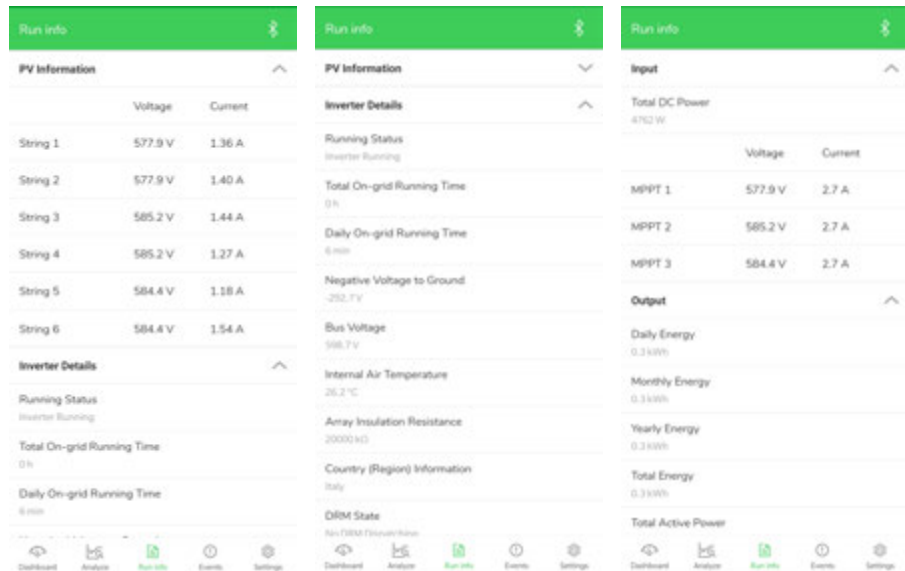 Run info
PV Information
Voltage Current
String 1 577.9 V 1.36 A
String 2 577.9 V 1.40 A
String 3 585.2 V 1.44 A
String 4 585.2 V 1.27 A
String 5 584.4 V 1.18 A
String 6 584.4 V 1.54 A
Inverter Details
Running Status
Inverter Running
Total On-grid Running Time
0 h
Daily On-grid Running Time
6 min
Dashboard Analyze Run info Events Settings
Run info
PV Information
Inverter Details
Running Status
Inverter Running
Total On-grid Running Time
0 h
Daily On-grid Running Time
6 min
Negative Voltage to Ground
-292.7 V
Bus Voltage
598.7 V
Internal Air Temperature
26.2 °C
Array Insulation Resistance
20000 kΩ
Country (Region) Information
Italy
DRM State
No DRM Dispatching
Dashboard Analyze Run info Events Settings
Run info
Input
Total DC Power
4762 W
Voltage Current
MPPT 1 577.9 V 2.7 A
MPPT 2 585.2 V 2.7 A
MPPT 3 584.4 V 2.7 A
Output
Daily Energy
0.3 kWh
Monthly Energy
0.3 kWh
Yearly Energy
0.3 kWh
Total Energy
0.3 kWh
Total Active Power
Dashboard Analyze Run info Events Settings